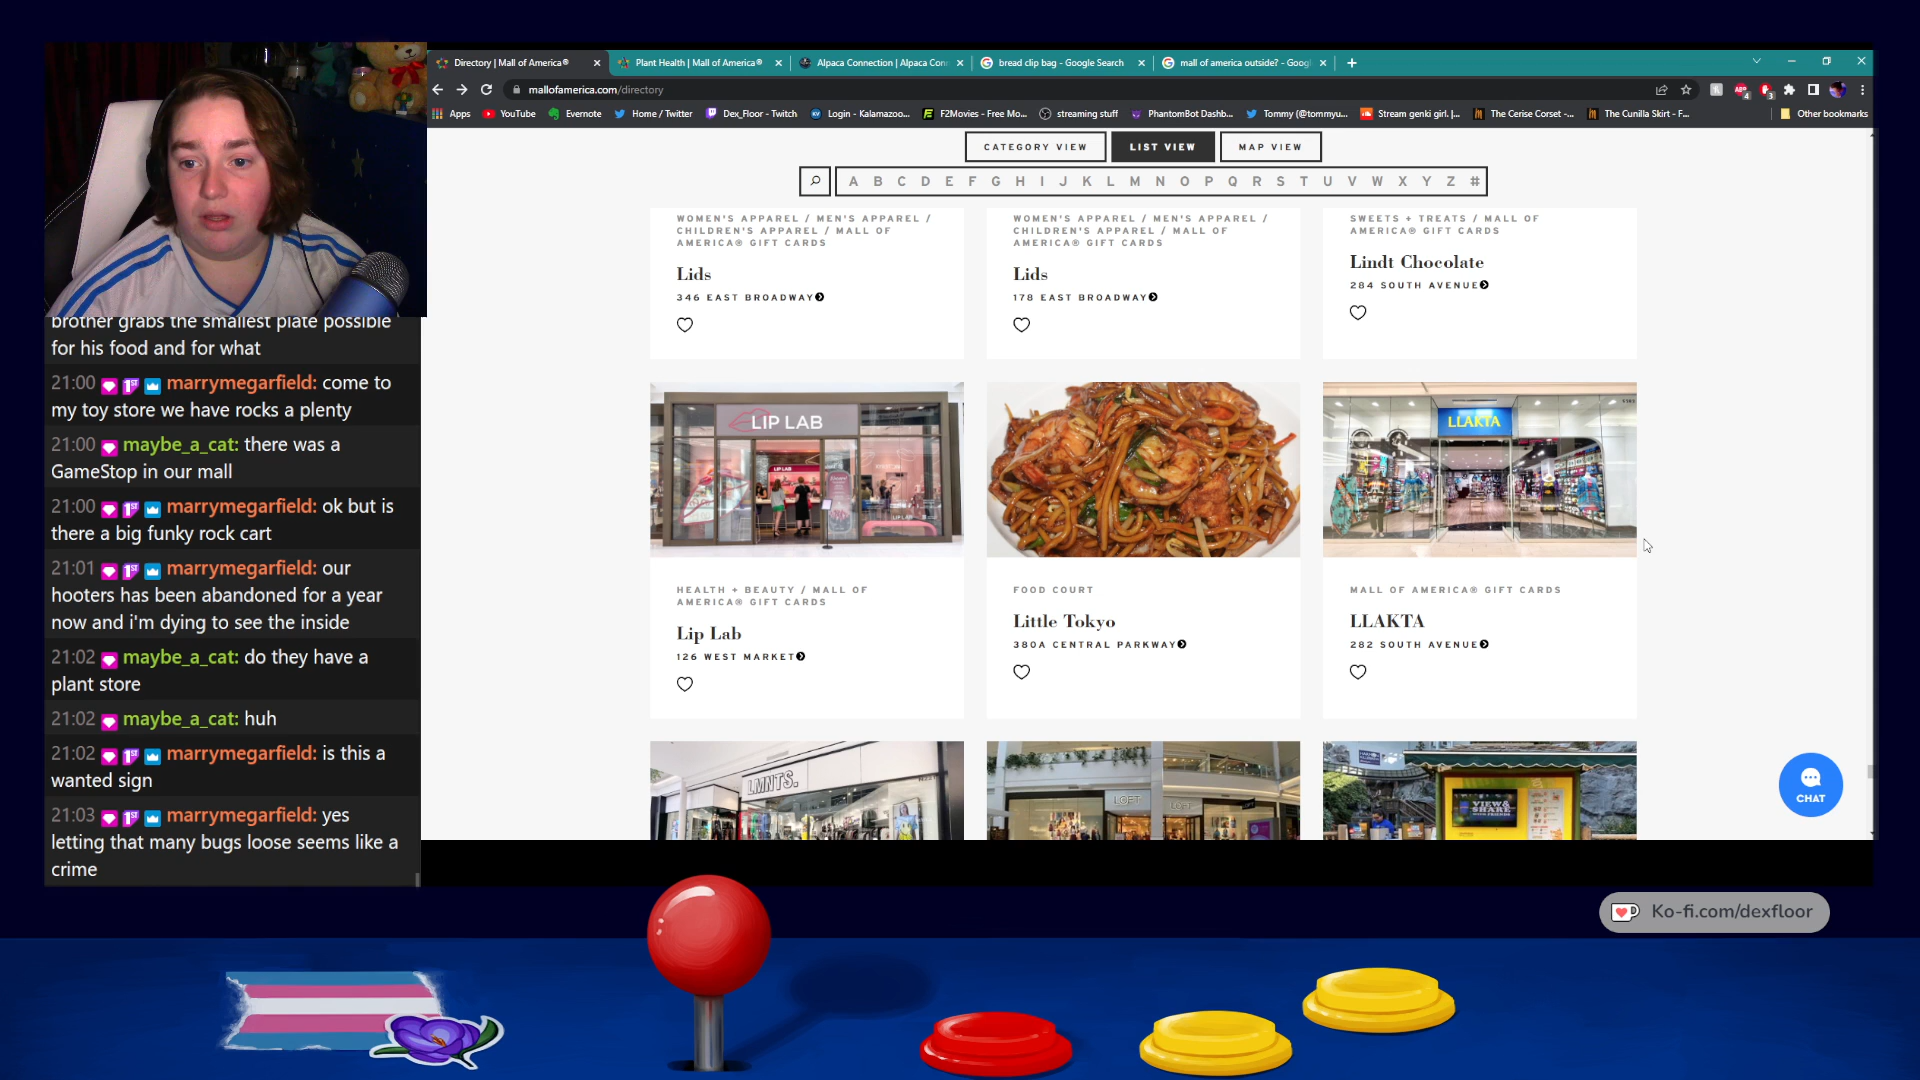 Directory | Mall of America®
Plant Health | Mall of America®
Alpaca Connection | Alpaca Con
bread clip bag - Google Search
mall of america outside? - Goog
mallofamerica.com/directory
Apps
YouTube
Evernote
Home / Twitter
Dex_Floor - Twitch
Login - Kalamazoo...
F2Movies - Free Mo...
streaming stuff
PhantomBot Dashb...
Tommy (@tommyu...
Stream genki girl. |...
The Cerise Corset -...
The Cunilla Skirt - F...
Other bookmarks
CATEGORY VIEW
LIST VIEW
MAP VIEW
A B C D E F G H I J K L M N O P Q R S T U V W X Y Z #
WOMEN'S APPAREL / MEN'S APPAREL /
CHILDREN'S APPAREL / MALL OF
AMERICA® GIFT CARDS
Lids
346 EAST BROADWAY
WOMEN'S APPAREL / MEN'S APPAREL /
CHILDREN'S APPAREL / MALL OF
AMERICA® GIFT CARDS
Lids
178 EAST BROADWAY
SWEETS + TREATS / MALL OF
AMERICA® GIFT CARDS
Lindt Chocolate
284 SOUTH AVENUE
LIP LAB
LIP LAB
LLAKTA
HEALTH + BEAUTY / MALL OF
AMERICA® GIFT CARDS
Lip Lab
126 WEST MARKET
FOOD COURT
Little Tokyo
380A CENTRAL PARKWAY
MALL OF AMERICA® GIFT CARDS
LLAKTA
282 SOUTH AVENUE
LMNTS.
LOFT
LOFT
VIEW&
SHARE
CHAT
brother grabs the smallest plate possible
for his food and for what
21:00 1ST marrymegarfield: come to
my toy store we have rocks a plenty
21:00 maybe_a_cat: there was a
GameStop in our mall
21:00 1ST marrymegarfield: ok but is
there a big funky rock cart
21:01 1ST marrymegarfield: our
hooters has been abandoned for a year
now and i'm dying to see the inside
21:02 maybe_a_cat: do they have a
plant store
21:02 maybe_a_cat: huh
21:02 1ST marrymegarfield: is this a
wanted sign
21:03 1ST marrymegarfield: yes
letting that many bugs loose seems like a
crime
Ko-fi.com/dexfloor